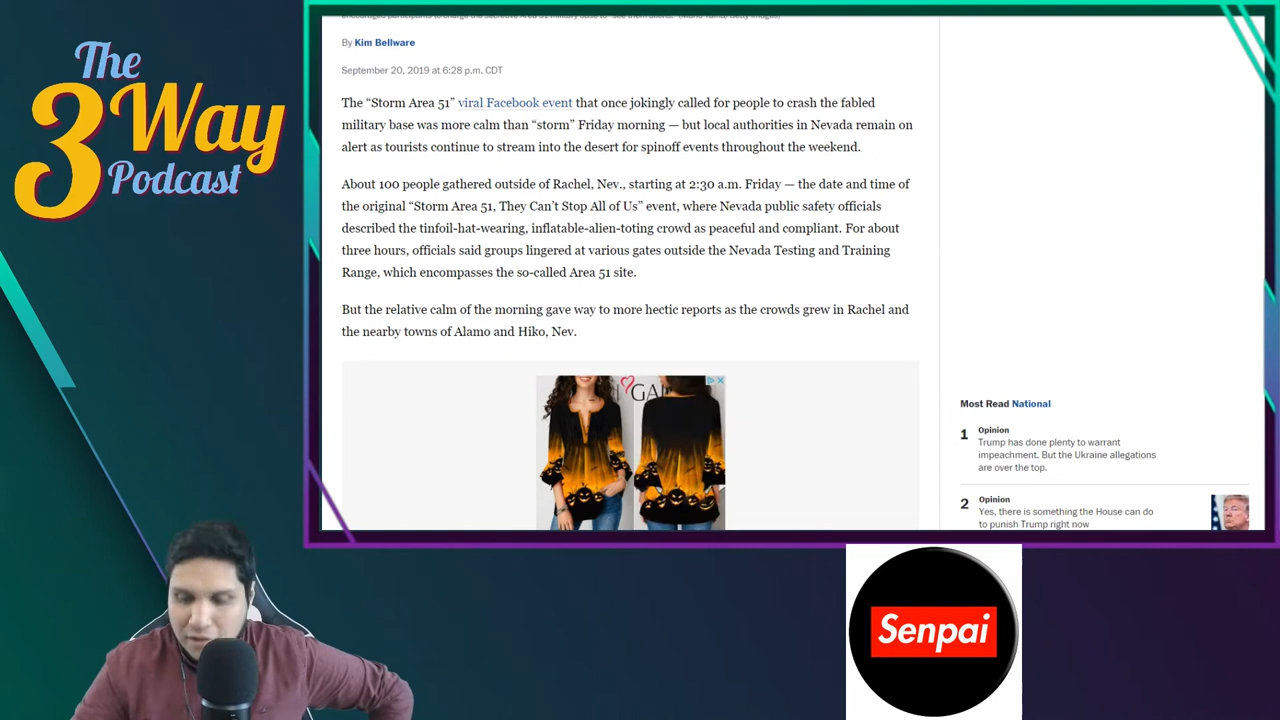 The
3 Way
Podcast
By Kim Bellware
September 20, 2019 at 6:28 p.m. CDT
The “Storm Area 51” viral Facebook event that once jokingly called for people to crash the fabled
military base was more calm than “storm” Friday morning — but local authorities in Nevada remain on
alert as tourists continue to stream into the desert for spinoff events throughout the weekend.
About 100 people gathered outside of Rachel, Nev., starting at 2:30 a.m. Friday — the date and time of
the original “Storm Area 51, They Can’t Stop All of Us” event, where Nevada public safety officials
described the tinfoil-hat-wearing, inflatable-alien-toting crowd as peaceful and compliant. For about
three hours, officials said groups lingered at various gates outside the Nevada Testing and Training
Range, which encompasses the so-called Area 51 site.
But the relative calm of the morning gave way to more hectic reports as the crowds grew in Rachel and
the nearby towns of Alamo and Hiko, Nev.
Most Read National
1 Opinion
Trump has done plenty to warrant
impeachment. But the Ukraine allegations
are over the top.
2 Opinion
Yes, there is something the House can do
to punish Trump right now
Senpai